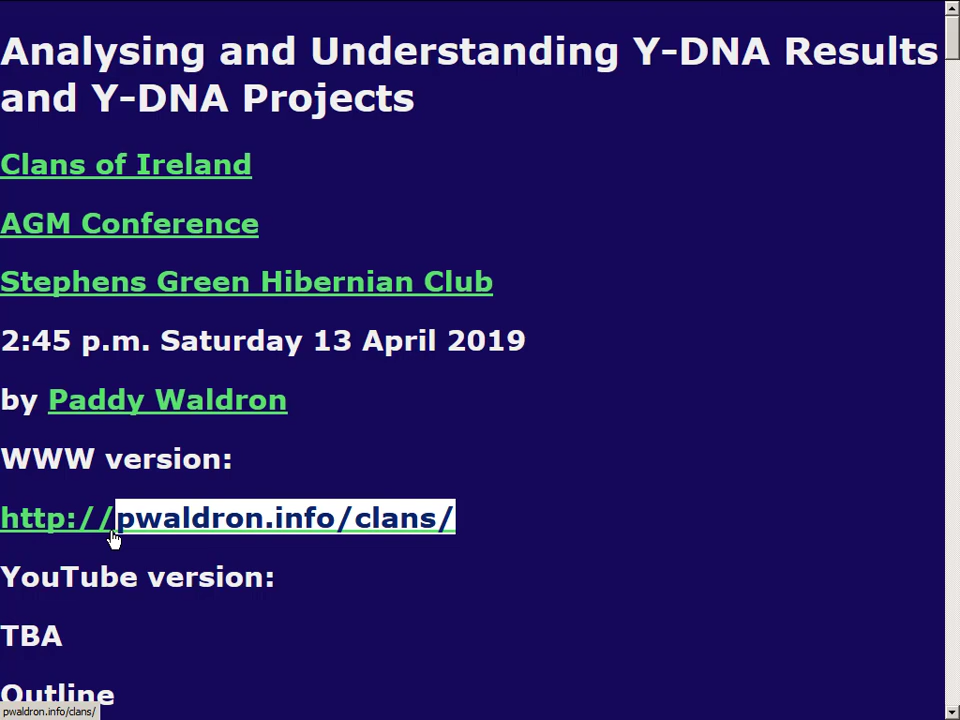 Analysing and Understanding Y-DNA Results
and Y-DNA Projects
Clans of Ireland
AGM Conference
Stephens Green Hibernian Club
2:45 p.m. Saturday 13 April 2019
by Paddy Waldron
WWW version:
http://pwaldron.info/clans/
YouTube version:
TBA
Outline
pwaldron.info/clans/